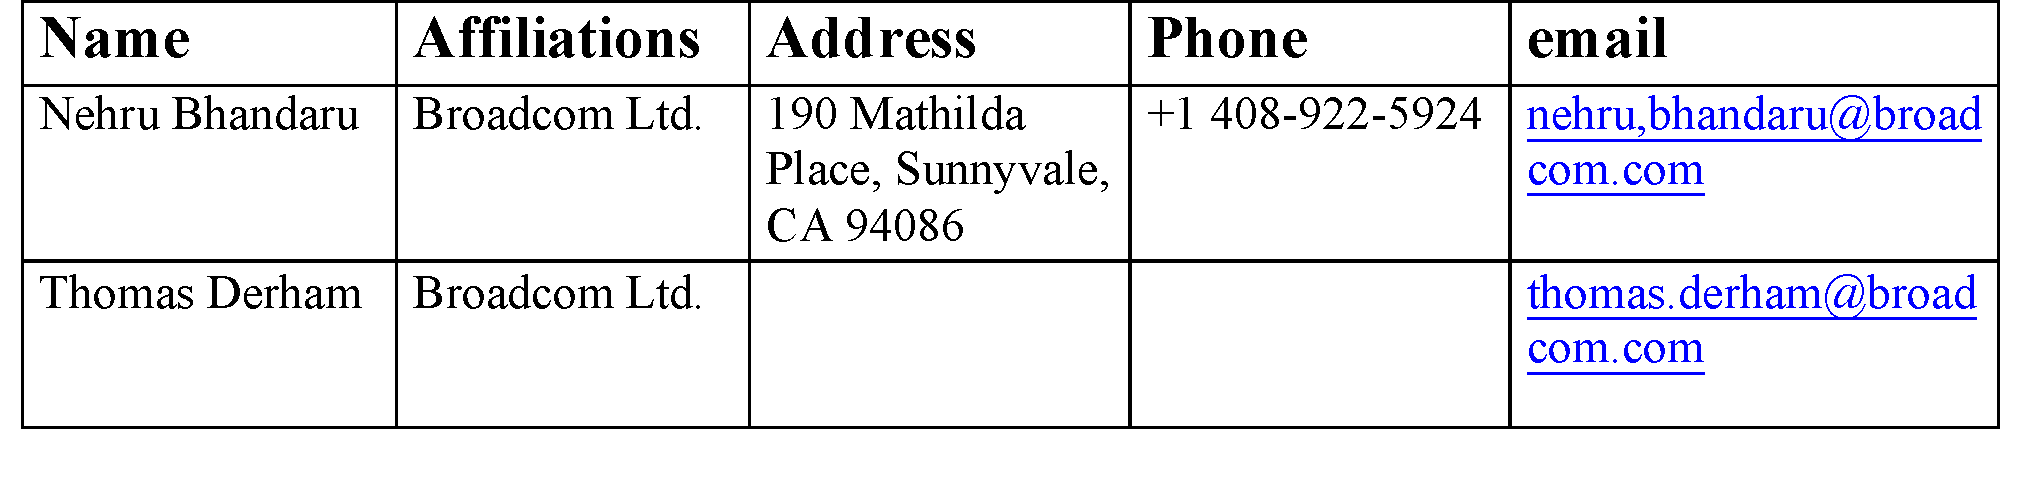 Name Affiliations Address Phone email
Nehru Bhandaru Broadcom Ltd. 190 Mathilda +1 408-922-5924 nehru,bhandaru@broad
Place, Sunnyvale, com.com
CA 94086
Thomas Derham Broadcom Ltd. thomas.derham@broad
com.com